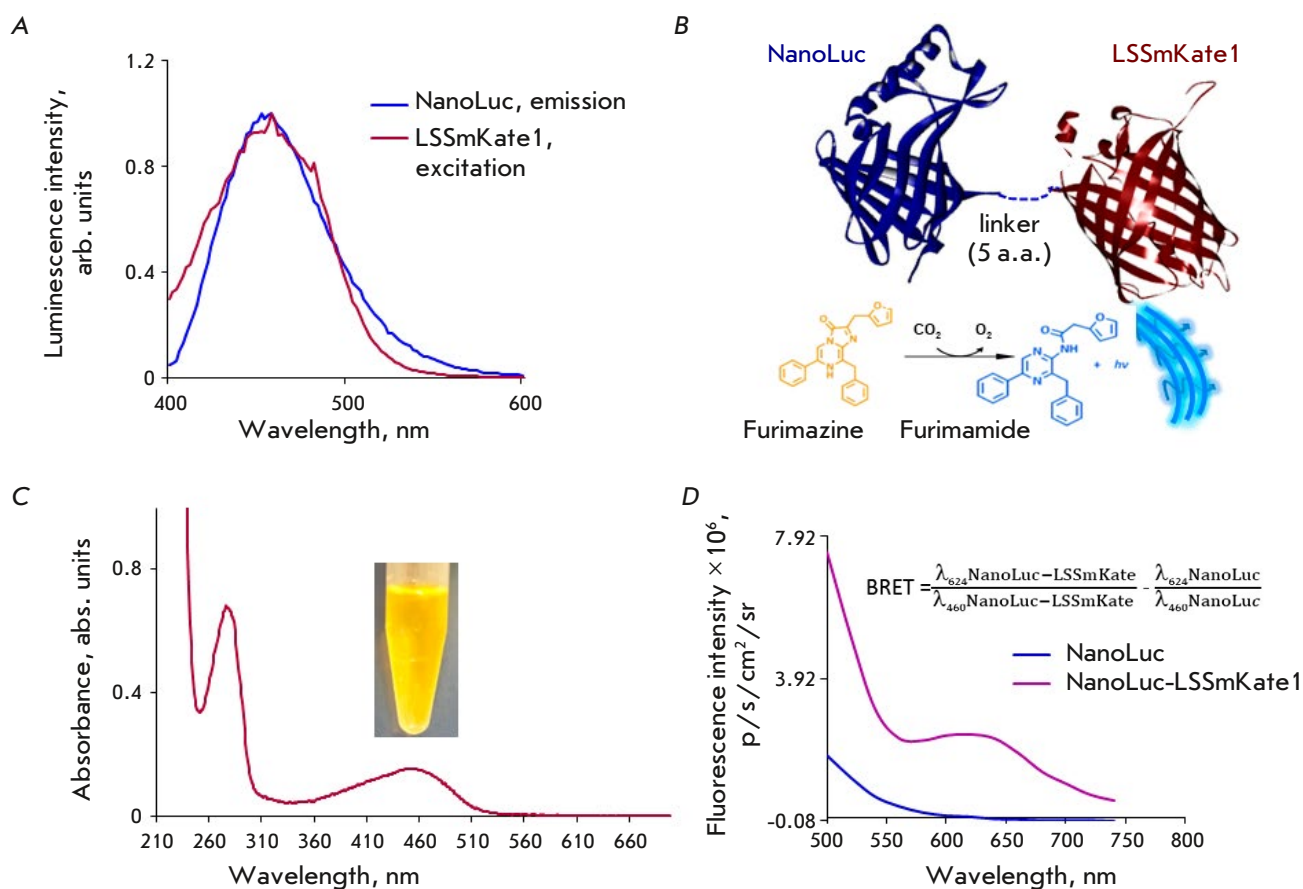 A
Luminescence intensity,
arb. units
1.2
0.8
0.4
0
400
500
600
Wavelength, nm
NanoLuc, emission
LSSmKate1,
excitation
B
NanoLuc
LSSmKate1
linker
(5 a.a.)
CO₂
O₂
O
O
N
N
N
H
O
O
N
N
NH
+ hν
Furimazine
Furimamide
C
Absorbance, abs. units
0.8
0.4
0
210 260 310 360 410 460 510 560 610 660
Wavelength, nm
D
Fluorescence intensity ×10⁶,
p/s/cm²/sr
7.92
3.92
-0.08
500 550 600 650 700 750 800
Wavelength, nm
BRET = λ₆₂₄NanoLuc–LSSmKate / λ₄₆₀NanoLuc–LSSmKate - λ₆₂₄NanoLuc / λ₄₆₀NanoLuc
NanoLuc
NanoLuc-LSSmKate1